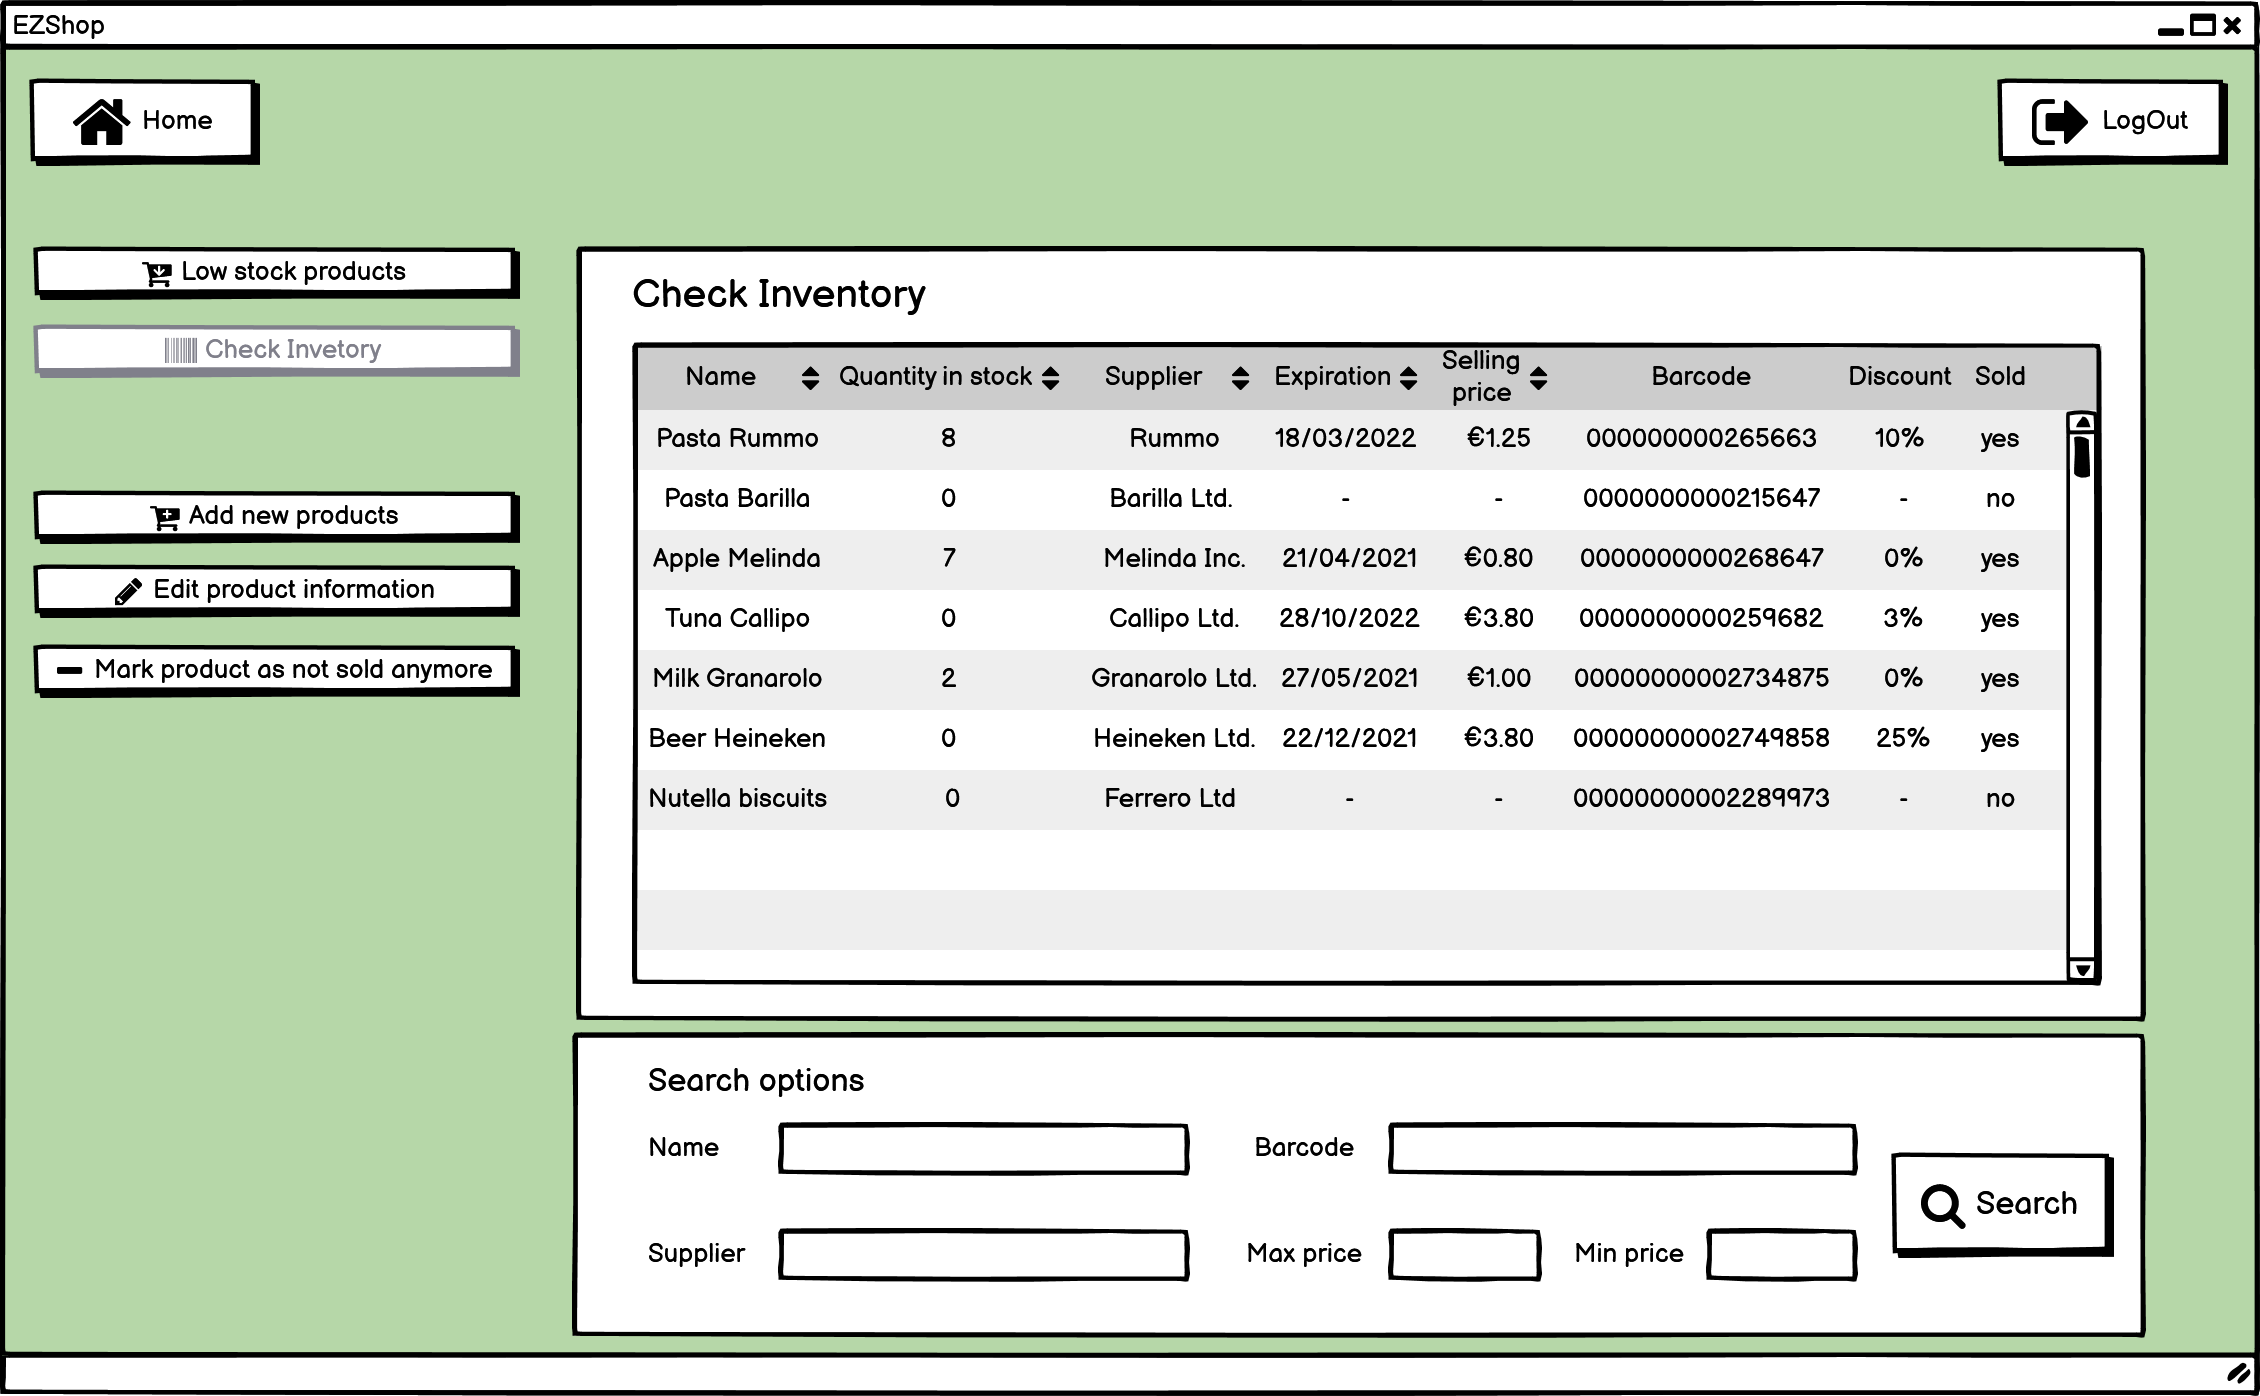 EZShop
Home
LogOut
Low stock products
Check Invetory
Add new products
Edit product information
Mark product as not sold anymore
Check Inventory
Name Quantity in stock Supplier Expiration Selling price Barcode Discount Sold
Pasta Rummo 8 Rummo 18/03/2022 €1.25 000000000265663 10% yes
Pasta Barilla 0 Barilla Ltd. - - 0000000000215647 - no
Apple Melinda 7 Melinda Inc. 21/04/2021 €0.80 0000000000268647 0% yes
Tuna Callipo 0 Callipo Ltd. 28/10/2022 €3.80 0000000000259682 3% yes
Milk Granarolo 2 Granarolo Ltd. 27/05/2021 €1.00 00000000002734875 0% yes
Beer Heineken 0 Heineken Ltd. 22/12/2021 €3.80 00000000002749858 25% yes
Nutella biscuits 0 Ferrero Ltd - - 00000000002289973 - no
Search options
Name Barcode
Search
Supplier Max price Min price